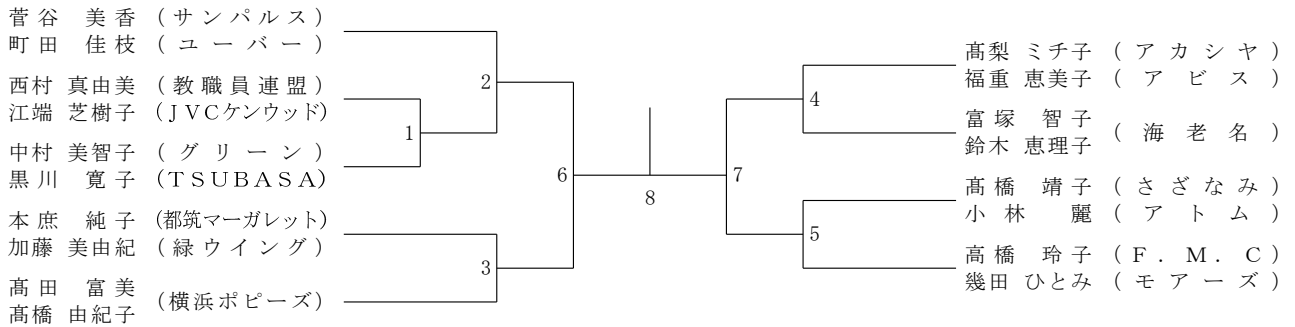 菅谷 美香 (サンパルス)
町田 佳枝 (ユーバー)
西村 真由美 (教職員連盟)
江端 芝樹子 (JVCケンウッド)
中村 美智子 (グリーン)
黒川 寛子 (TSUBASA)
本庶 純子 (都筑マーガレット)
加藤 美由紀 (緑ウイング)
髙田 富美
髙橋 由紀子
(横浜ポピーズ)
1
2
3
6
8
7
4
5
髙梨 ミチ子 (アカシヤ)
福重 恵美子 (アビス)
富塚 智子
鈴木 恵理子
(海老名)
髙橋 靖子 (さざなみ)
小林 麗 (アトム)
高橋 玲子 (F.M.C)
幾田 ひとみ (モアーズ)